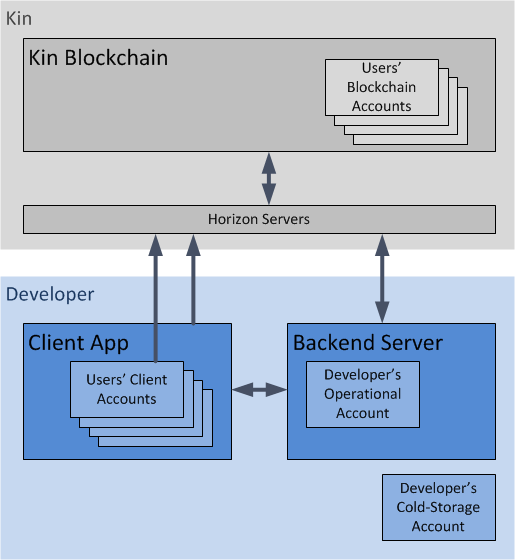 Kin
Kin Blockchain
Users’
Blockchain
Accounts
Horizon Servers
Developer
Client App
Users’ Client
Accounts
Backend Server
Developer’s
Operational
Account
Developer’s
Cold-Storage
Account